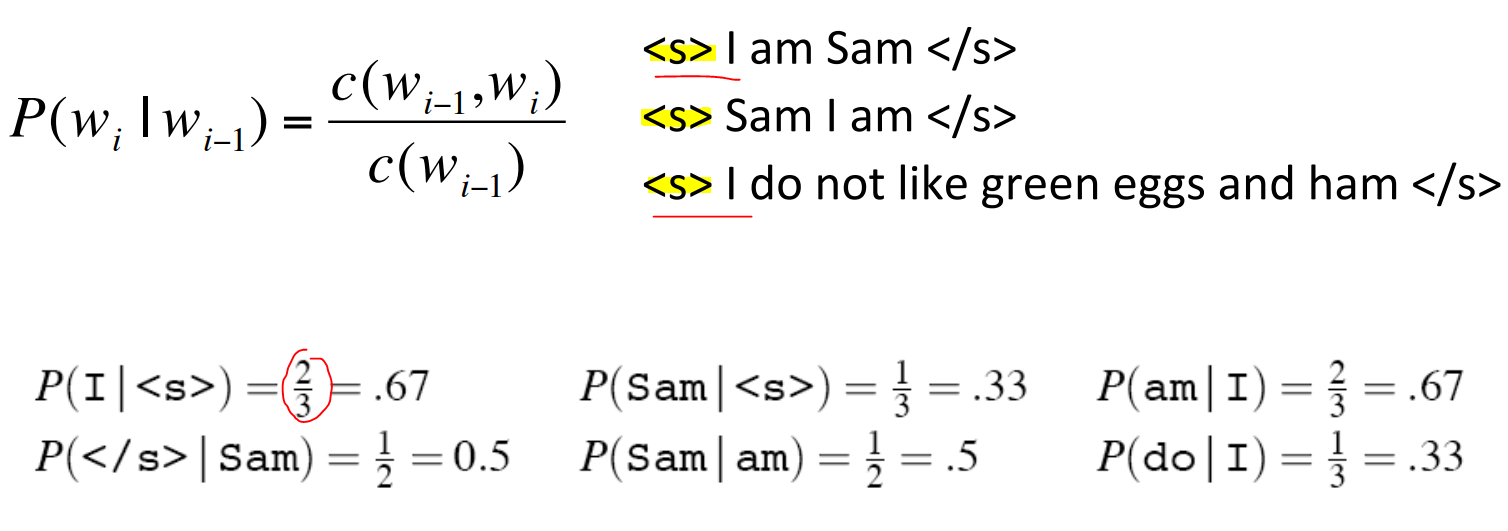 P(w_i | w_{i-1}) = c(w_{i-1}, w_i) / c(w_{i-1})
<s> I am Sam </s>
<s> Sam I am </s>
<s> I do not like green eggs and ham </s>
P(I|<s>) = 2/3 = .67
P(Sam|<s>) = 1/3 = .33
P(am|I) = 2/3 = .67
P(</s>|Sam) = 1/2 = 0.5
P(Sam|am) = 1/2 = .5
P(do|I) = 1/3 = .33